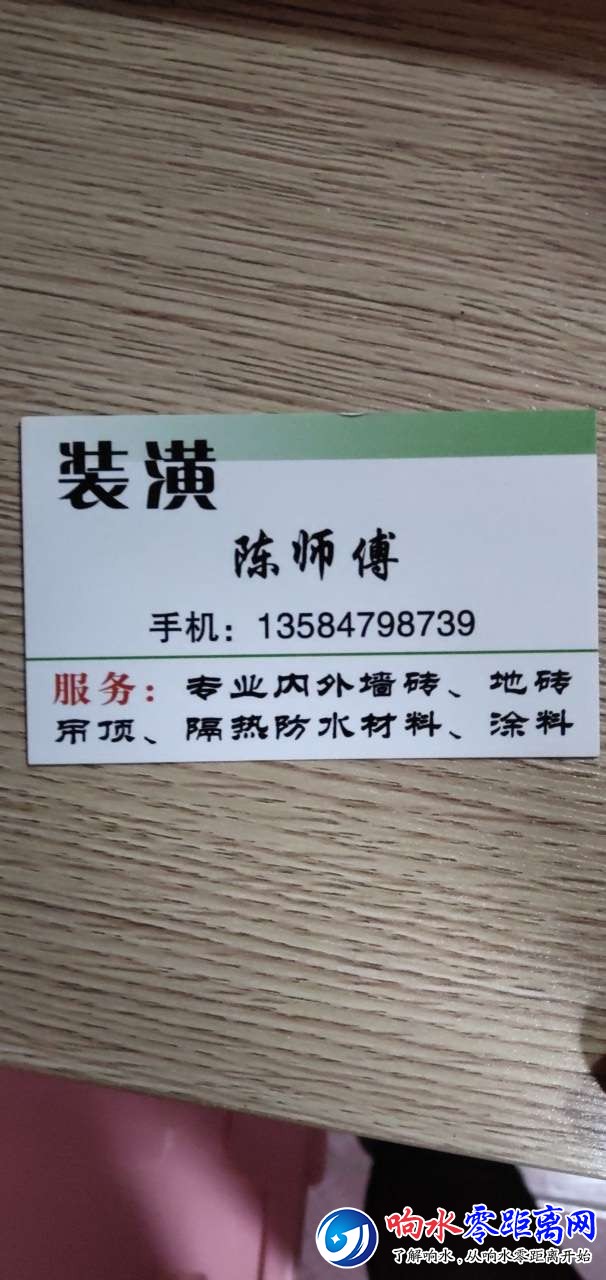 装潢
陈师傅
手机：13584798739
服务：专业内外墙砖、地砖
吊顶、隔热防水材料、涂料
响水零距离网
了解响水，从响水零距离开始